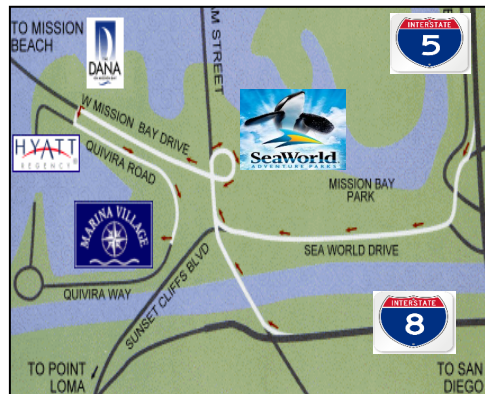 TO MISSION
BEACH
DANA
AM STREET
INTERSTATE
5
W MISSION BAY DRIVE
HYATT
REGENCY
QUIVIRA ROAD
SeaWorld
ADVENTURE PARKS
MISSION BAY
PARK
MARINA VILLAGE
SEA WORLD DRIVE
QUIVIRA WAY
SUNSET CLIFFS BLVD
INTERSTATE
8
TO POINT
LOMA
TO SAN
DIEGO